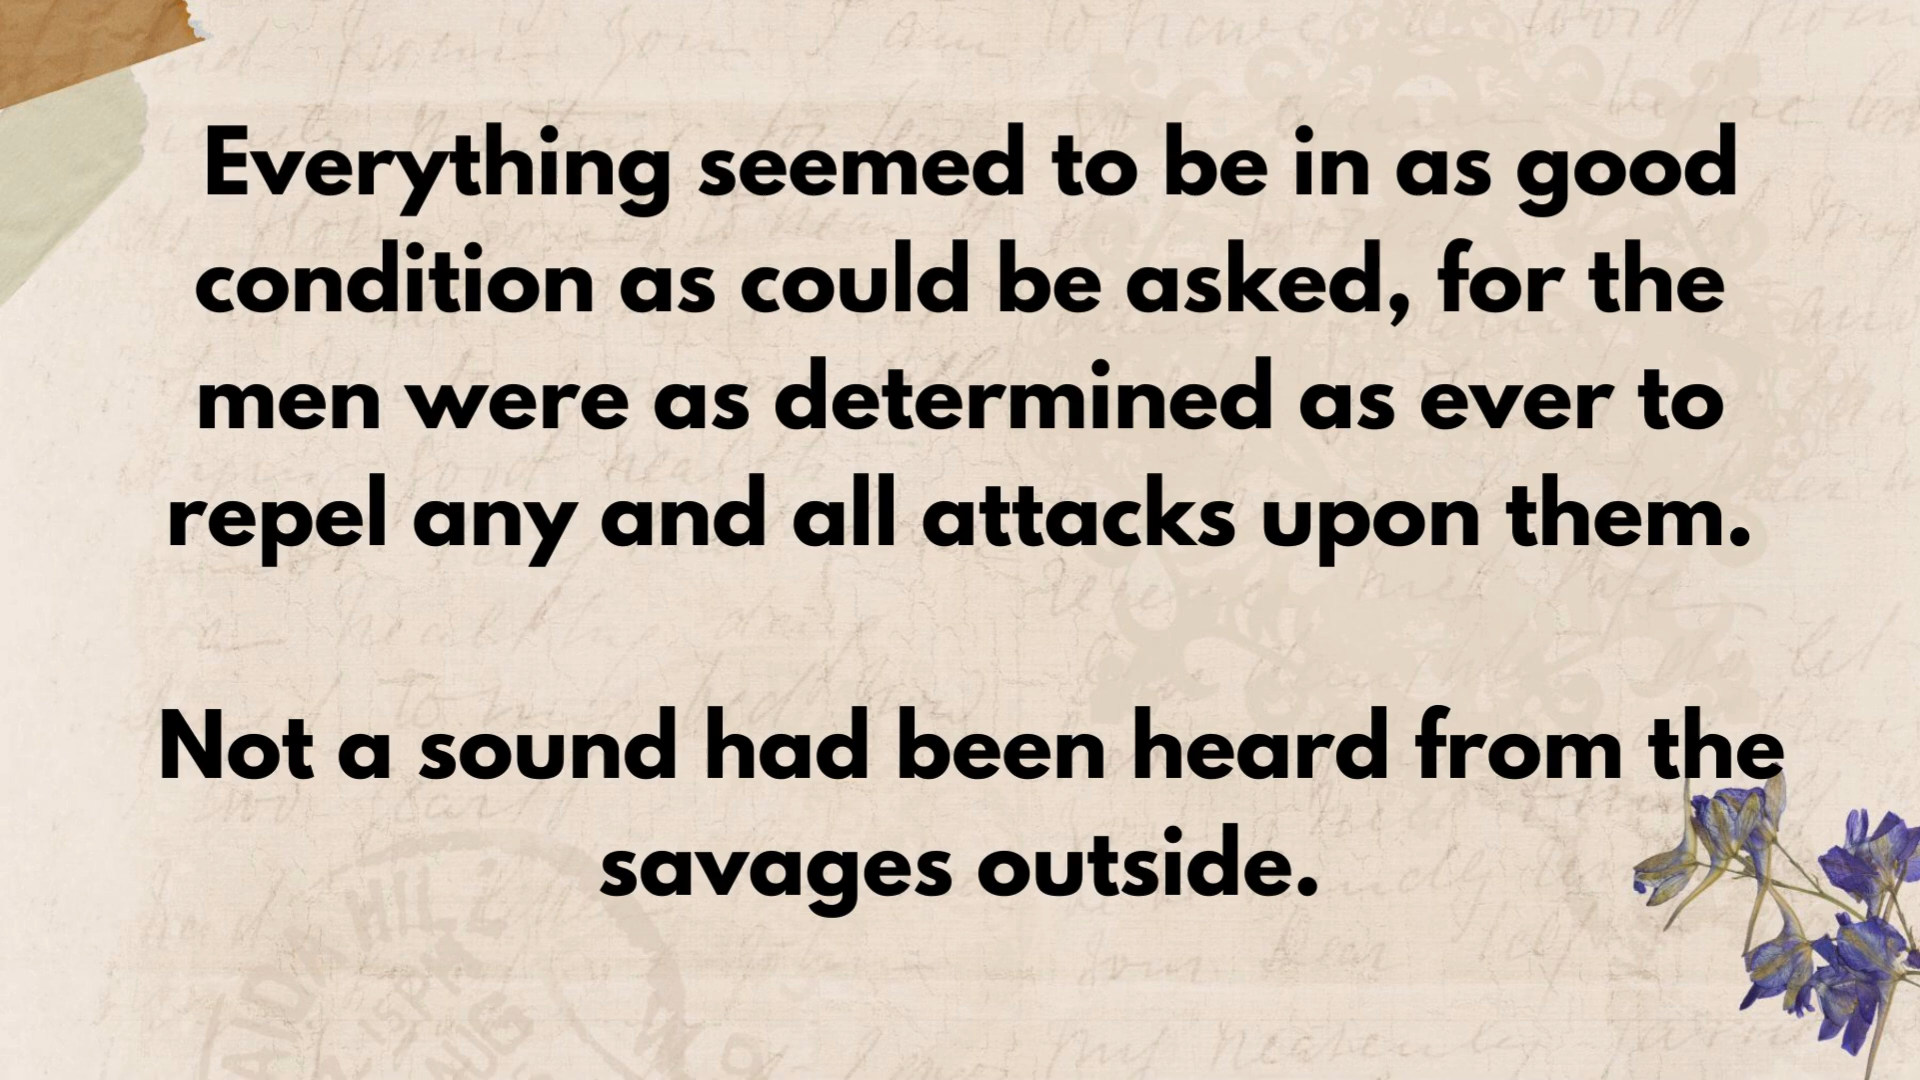 Everything seemed to be in as good
condition as could be asked, for the
men were as determined as ever to
repel any and all attacks upon them.
Not a sound had been heard from the
savages outside.